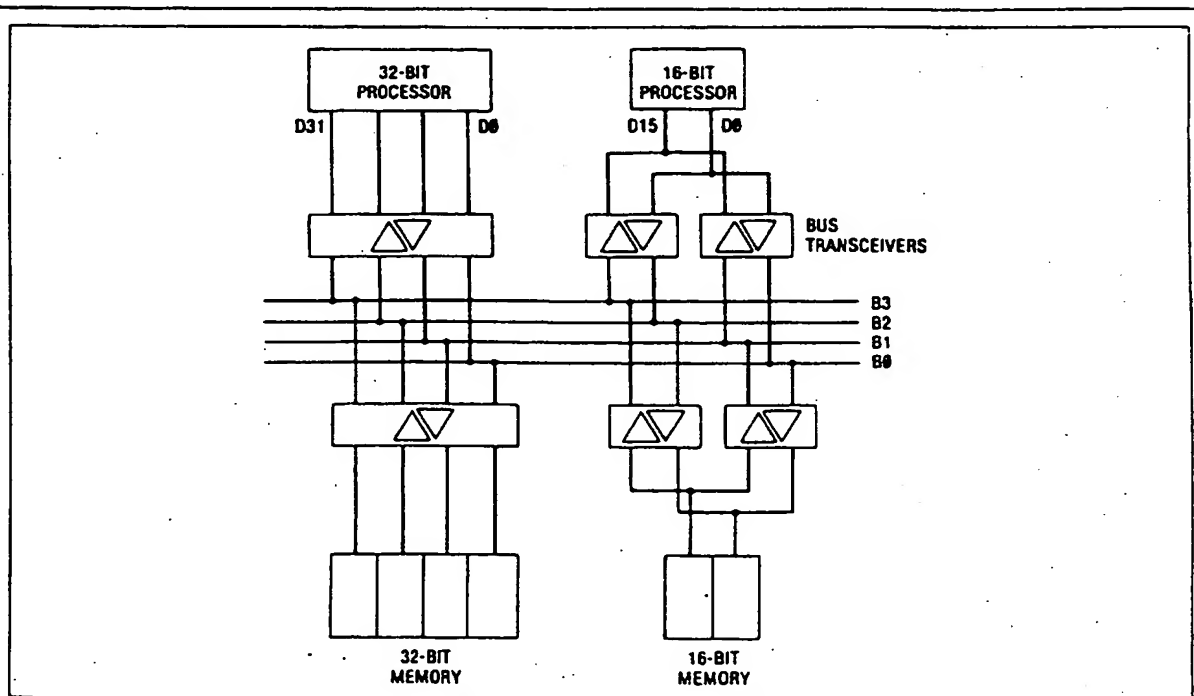 32-BIT
PROCESSOR
16-BIT
PROCESSOR
D31
D0
D15
D0
BUS
TRANSCEIVERS
B3
B2
B1
B0
32-BIT
MEMORY
16-BIT
MEMORY